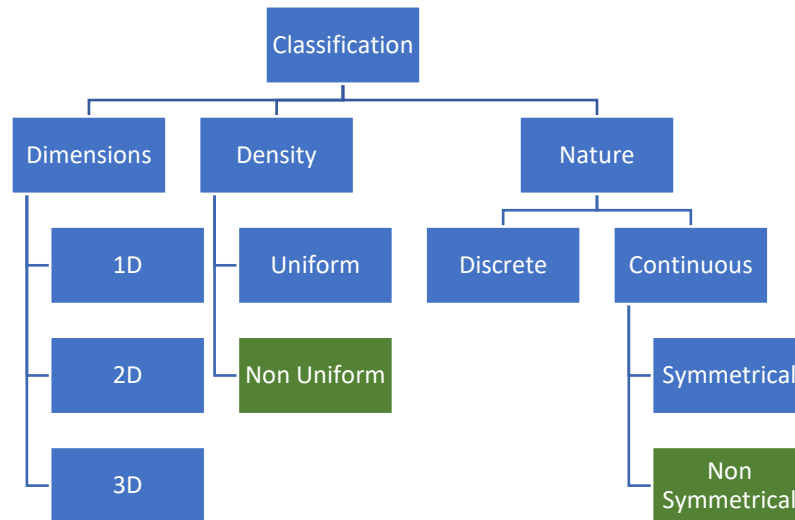 Classification
Dimensions
Density
Nature
1D
Uniform
Discrete
Continuous
2D
Non Uniform
Symmetrical
3D
Non
Symmetrical